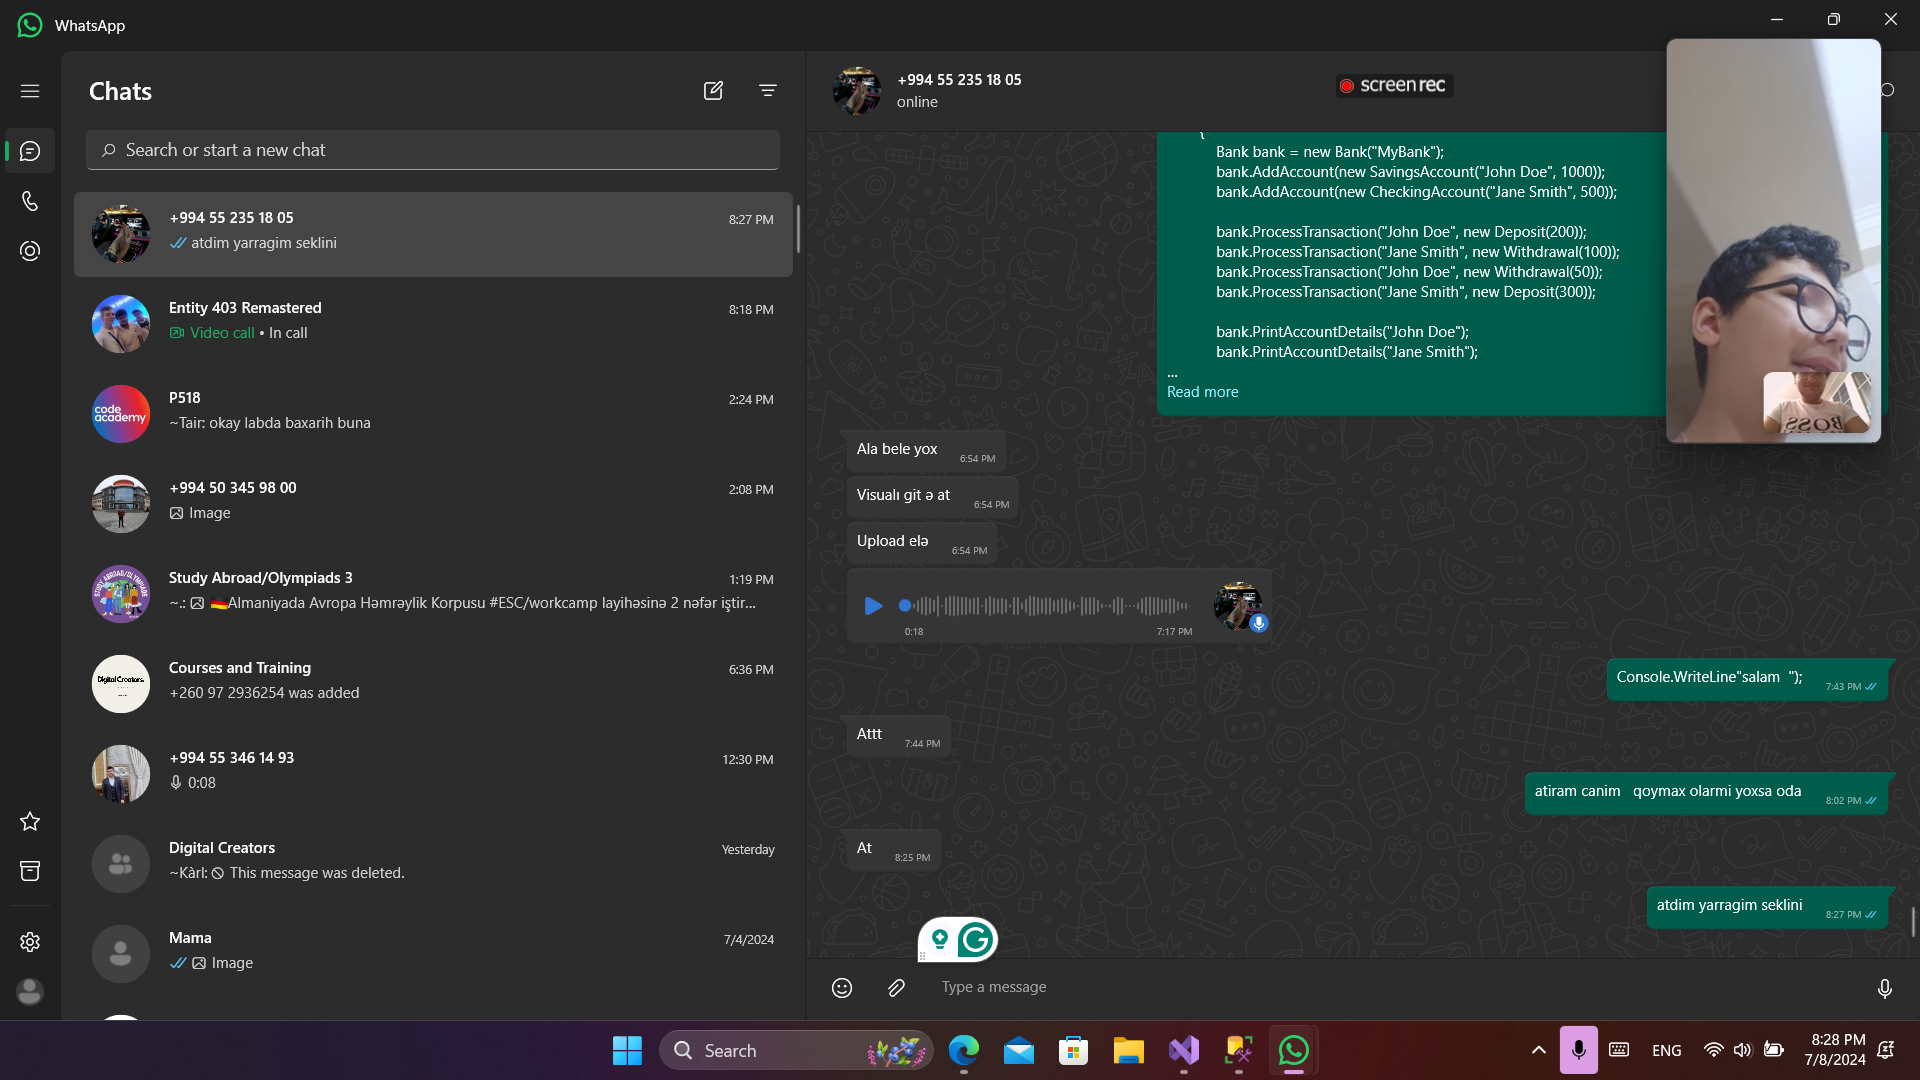 WhatsApp
Chats
Search or start a new chat
+994 55 235 18 05
8:27 PM
atdim yarragim seklini
Entity 403 Remastered
8:18 PM
Video call • In call
P518
2:24 PM
code
academy
~Tair: okay labda baxarih buna
+994 50 345 98 00
2:08 PM
Image
Study Abroad/Olympiads 3
1:19 PM
STUDY ABROAD/OLYMPIADS
~.: 🇩🇪Almaniyada Avropa Həmrəylik Korpusu #ESC/workcamp layihəsinə 2 nəfər iştir...
Courses and Training
6:36 PM
Digital Creators
+260 97 2936254 was added
+994 55 346 14 93
12:30 PM
0:08
Digital Creators
Yesterday
~Kàrl: This message was deleted.
Mama
7/4/2024
Image
+994 55 235 18 05
online
screenrec
{
Bank bank = new Bank("MyBank");
bank.AddAccount(new SavingsAccount("John Doe", 1000));
bank.AddAccount(new CheckingAccount("Jane Smith", 500));
bank.ProcessTransaction("John Doe", new Deposit(200));
bank.ProcessTransaction("Jane Smith", new Withdrawal(100));
bank.ProcessTransaction("John Doe", new Withdrawal(50));
bank.ProcessTransaction("Jane Smith", new Deposit(300));
bank.PrintAccountDetails("John Doe");
bank.PrintAccountDetails("Jane Smith");
...
Read more
BOSS
Ala bele yox
6:54 PM
Visualı git ə at
6:54 PM
Upload elə
6:54 PM
0:18
7:17 PM
Console.WriteLine"salam  ");
7:43 PM
Attt
7:44 PM
atiram canim   qoymax olarmi yoxsa oda
8:02 PM
At
8:25 PM
atdim yarragim seklini
8:27 PM
Type a message
Search
ENG
8:28 PM
7/8/2024